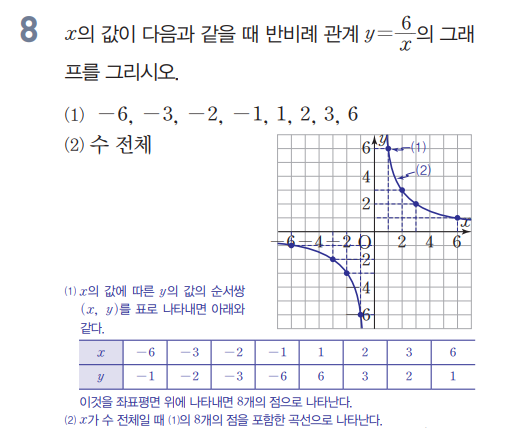 8 x의 값이 다음과 같을 때 반비례 관계 y=6/x의 그래
프를 그리시오.
(1) −6, −3, −2, −1, 1, 2, 3, 6
(2) 수 전체
y
6
(1)
(2)
4
2
x
−6 −4 −2 O 2 4 6
−2
−4
−6
(1) x의 값에 따른 y의 값의 순서쌍
(x, y)를 표로 나타내면 아래와
같다.
x −6 −3 −2 −1 1 2 3 6
y −1 −2 −3 −6 6 3 2 1
이것을 좌표평면 위에 나타내면 8개의 점으로 나타난다.
(2) x가 수 전체일 때 (1)의 8개의 점을 포함한 곡선으로 나타난다.